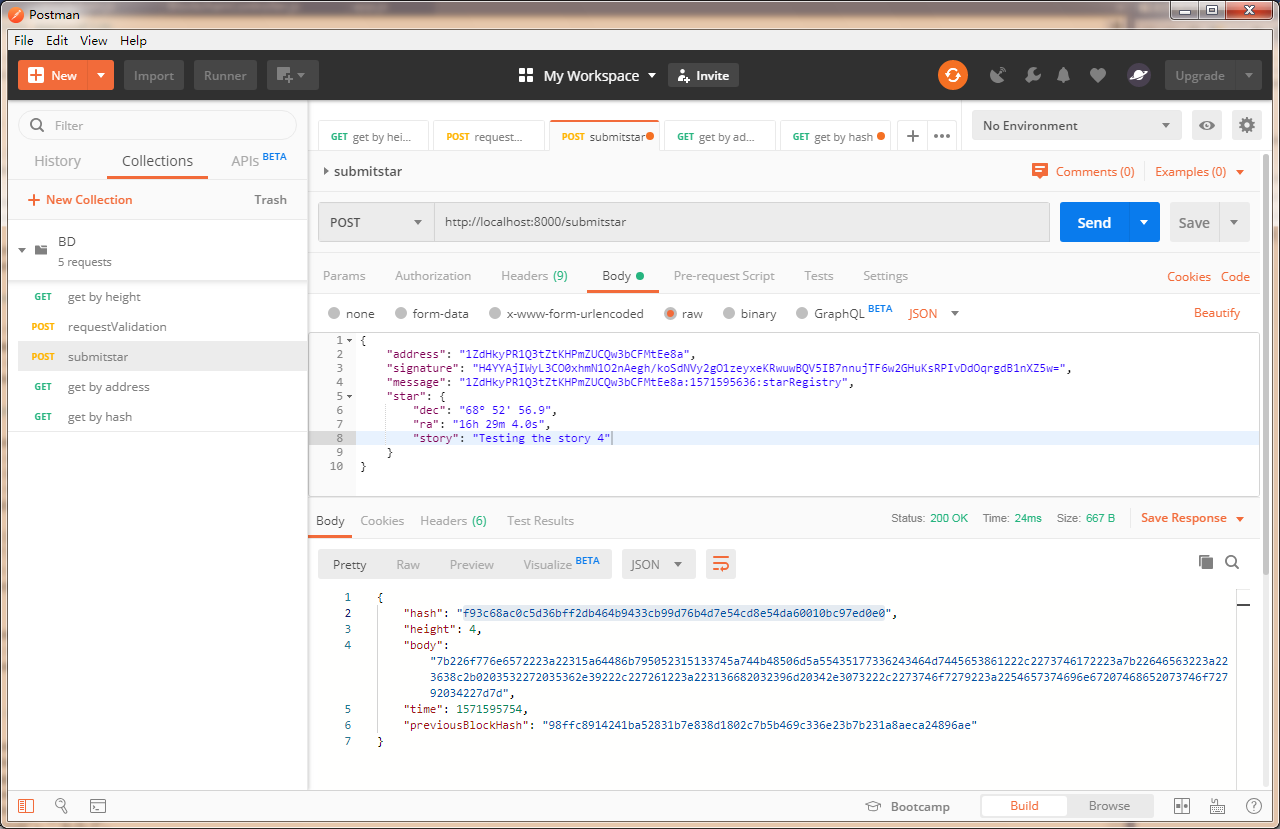 Postman
File Edit View Help
New Import Runner My Workspace Invite Upgrade
Filter
History Collections APIs BETA
New Collection Trash
BD
5 requests
GET get by height
POST requestValidation
POST submitstar
GET get by address
GET get by hash
GET get by hei... POST request... POST submitstar GET get by ad... GET get by hash No Environment
submitstar Comments (0) Examples (0)
POST http://localhost:8000/submitstar Send Save
Params Authorization Headers (9) Body Pre-request Script Tests Settings Cookies Code
none form-data x-www-form-urlencoded raw binary GraphQL BETA JSON Beautify
1 {
2 "address": "1ZdHkyPR1Q3tZtKHPmZUCQw3bCFMtEe8a",
3 "signature": "H4YYAjIWyL3CO0xhmN1O2nAegh/koSdNVy2gO1zeyxeKRwuwBQV5IB7nnujTF6w2GHuKsRPIvDdOqrgdB1nXZ5w=",
4 "message": "1ZdHkyPR1Q3tZtKHPmZUCQw3bCFMtEe8a:1571595636:starRegistry",
5 "star": {
6 "dec": "68° 52' 56.9",
7 "ra": "16h 29m 4.0s",
8 "story": "Testing the story 4"
9 }
10 }
Body Cookies Headers (6) Test Results Status: 200 OK Time: 24ms Size: 667 B Save Response
Pretty Raw Preview Visualize BETA JSON
1 {
2 "hash": "f93c68ac0c5d36bff2db464b9433cb99d76b4d7e54cd8e54da60010bc97ed0e0",
3 "height": 4,
4 "body":
"7b226f776e6572223a22315a64486b795052315133745a744b48506d5a55435177336243464d7445653861222c2273746172223a7b22646563223a22
3638c2b0203532272035362e39222c227261223a223136682032396d20342e3073222c2273746f7279223a2254657374696e67207468652073746f72
792034227d7d",
5 "time": 1571595754,
6 "previousBlockHash": "98ffc8914241ba52831b7e838d1802c7b5b469c336e23b7b231a8aeca24896ae"
7 }
Bootcamp Build Browse